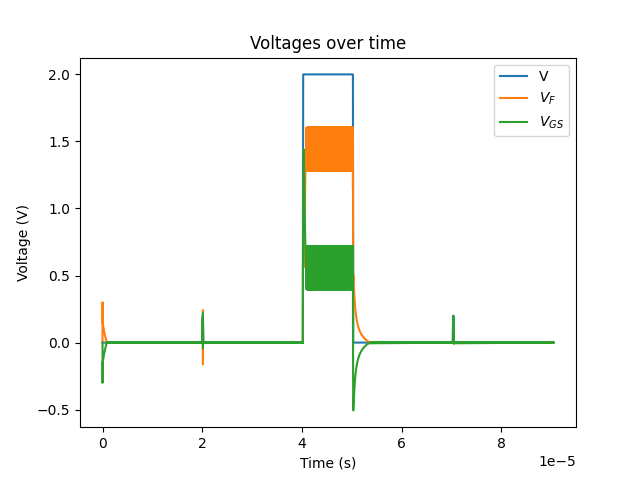 Voltages over time
V
V_F
V_GS
2.0
1.5
1.0
0.5
0.0
−0.5
Voltage (V)
0 2 4 6 8
1e−5
Time (s)